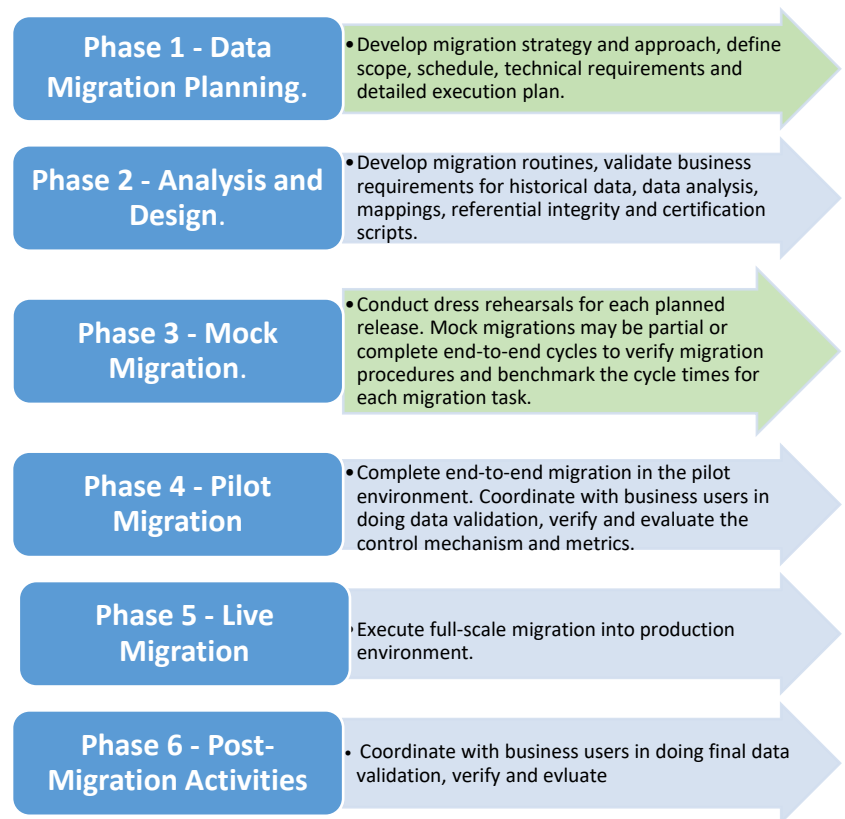 Phase 1 - Data
Migration Planning.
•Develop migration strategy and approach, define
scope, schedule, technical requirements and
detailed execution plan.
Phase 2 - Analysis and
Design.
•Develop migration routines, validate business
requirements for historical data, data analysis,
mappings, referential integrity and certification
scripts.
Phase 3 - Mock
Migration.
•Conduct dress rehearsals for each planned
release. Mock migrations may be partial or
complete end-to-end cycles to verify migration
procedures and benchmark the cycle times for
each migration task.
Phase 4 - Pilot
Migration
•Complete end-to-end migration in the pilot
environment. Coordinate with business users in
doing data validation, verify and evaluate the
control mechanism and metrics.
Phase 5 - Live
Migration
•Execute full-scale migration into production
environment.
Phase 6 - Post-
Migration Activities
• Coordinate with business users in doing final data
validation, verify and evluate